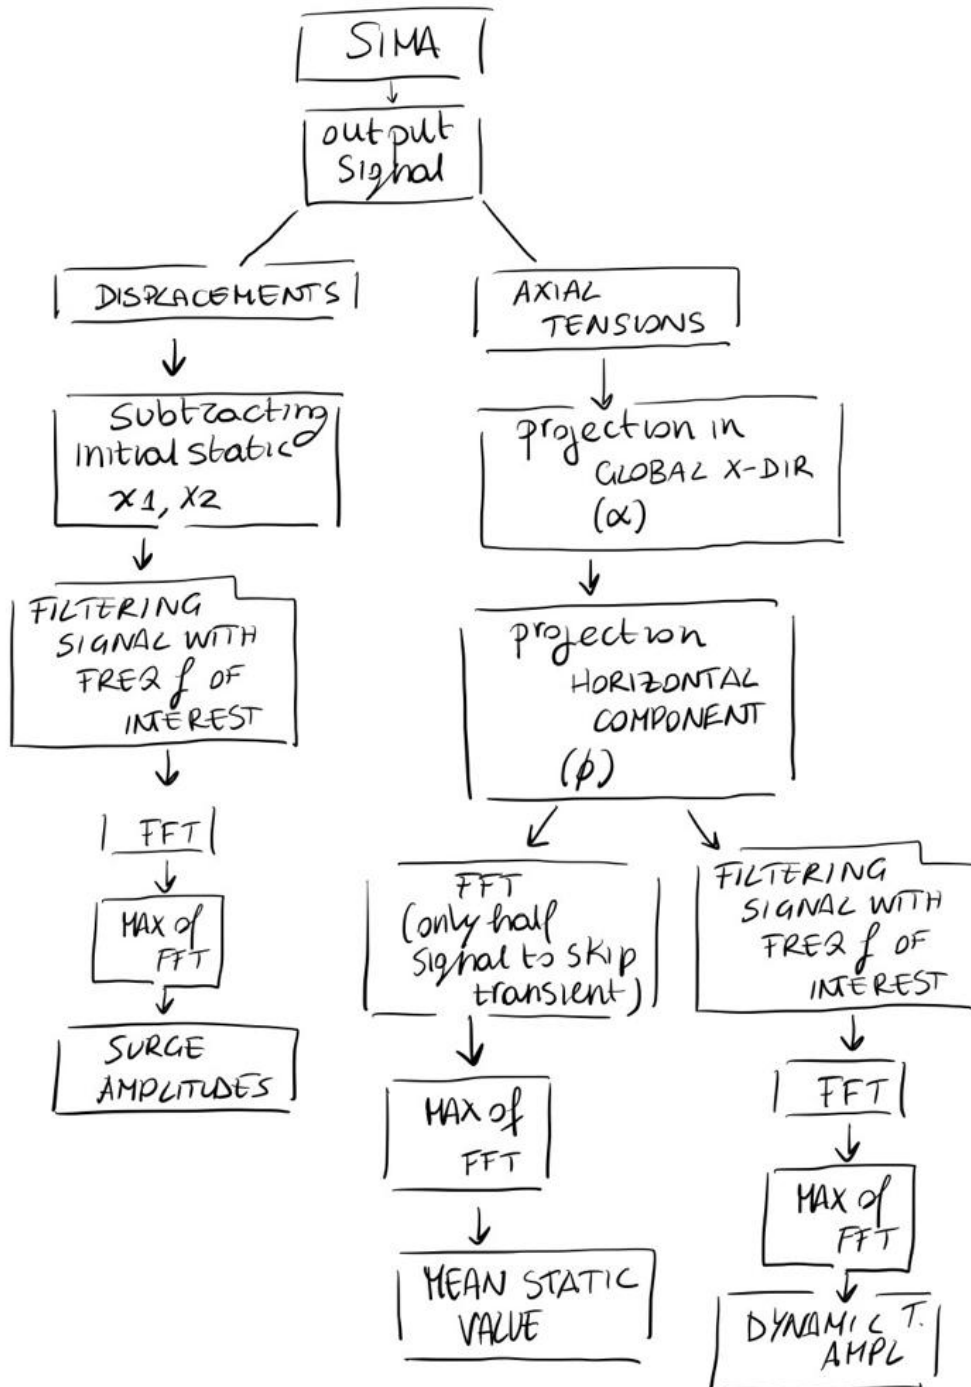 SIMA
output
signal
DISPLACEMENTS
Subtracting
initial static
x1, x2
FILTERING
SIGNAL WITH
FREQ f OF
INTEREST
FFT
MAX of
FFT
SURGE
AMPLITUDES
AXIAL
TENSIONS
projection in
GLOBAL X-DIR
(α)
projection
HORIZONTAL
COMPONENT
(ϕ)
FFT
(only half
signal to skip
transient)
MAX of
FFT
MEAN STATIC
VALUE
FILTERING
SIGNAL WITH
FREQ f OF
INTEREST
FFT
MAX of
FFT
DYNAMIC T.
AMPL